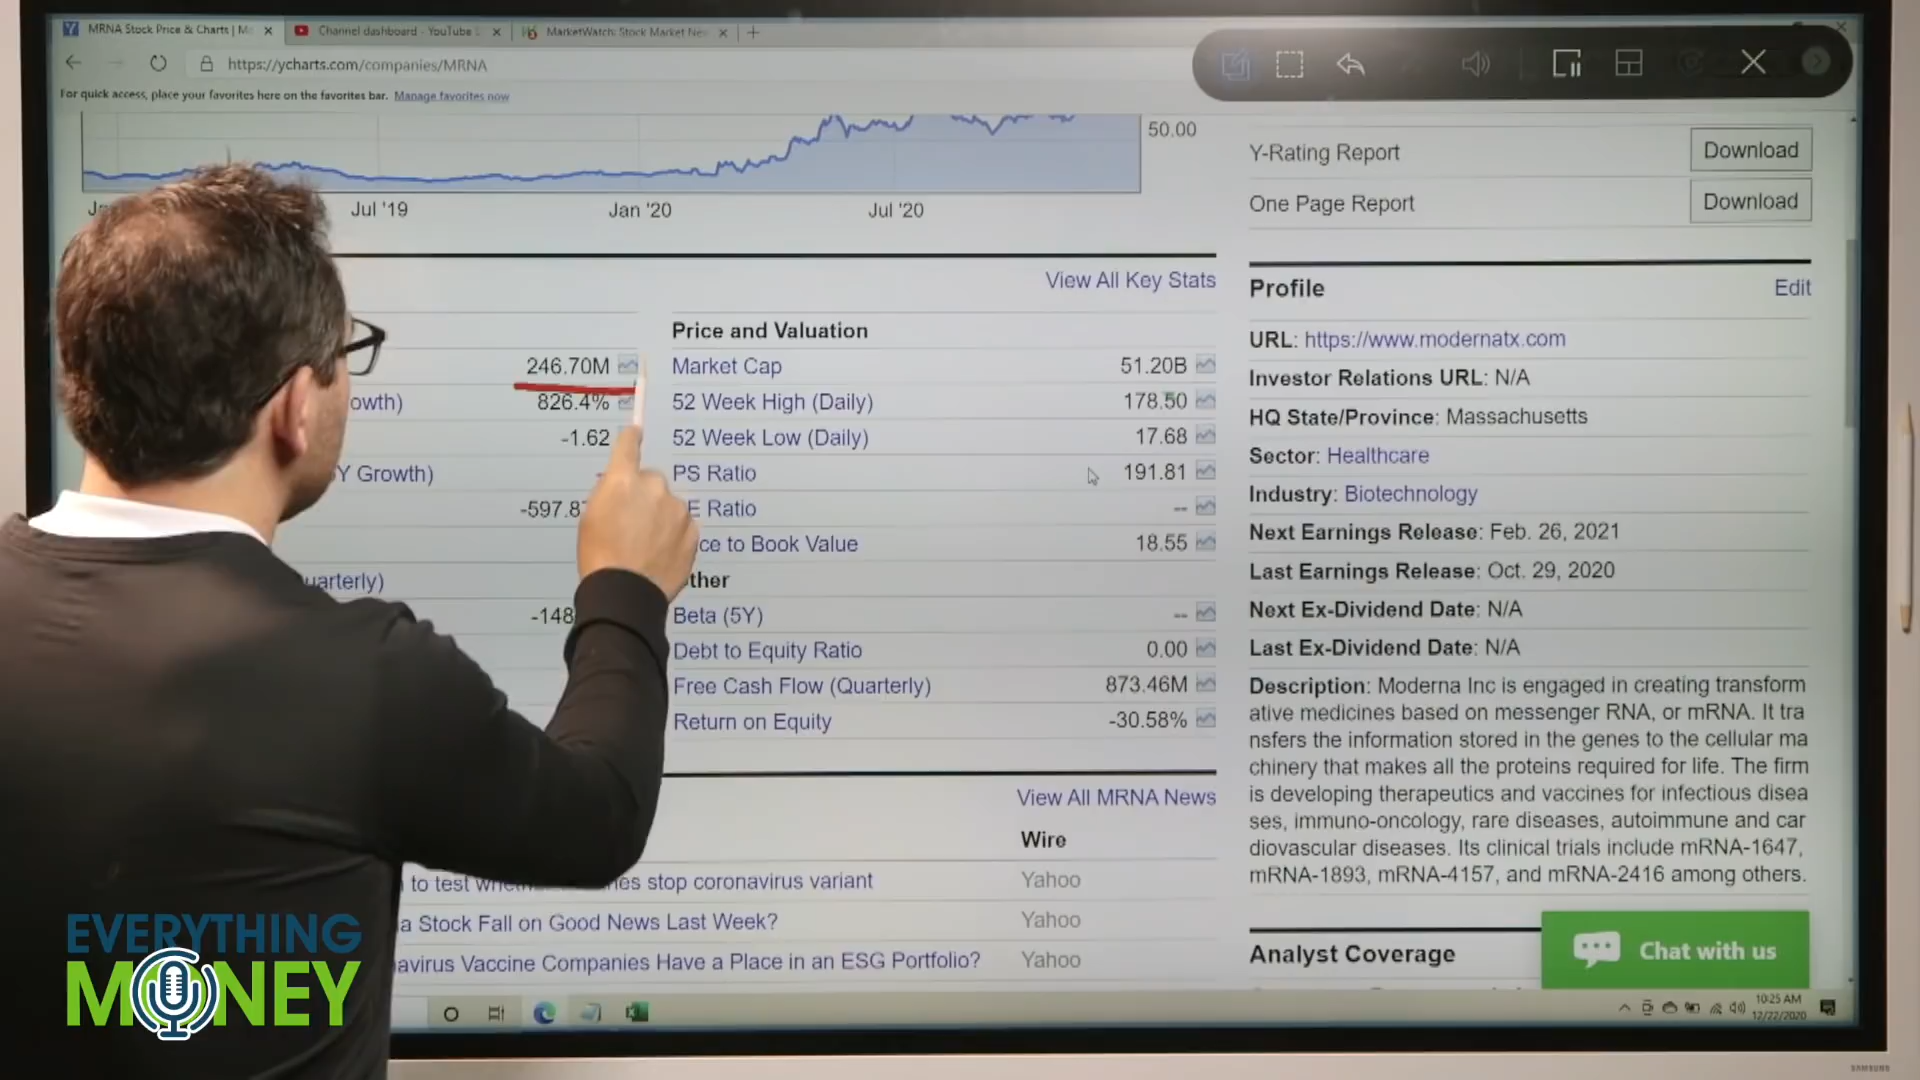 MRNA Stock Price & Charts | M
Channel dashboard - YouTube
MarketWatch: Stock Market Ne
https://ycharts.com/companies/MRNA
For quick access, place your favorites here on the favorites bar. Manage favorites now
50.00
Jul '19
Jan '20
Jul '20
Y-Rating Report
Download
One Page Report
Download
View All Key Stats
246.70M
owth) 826.4%
-1.62
Y Growth)
-597.8
uarterly)
-148
Price and Valuation
Market Cap 51.20B
52 Week High (Daily) 178.50
52 Week Low (Daily) 17.68
PS Ratio 191.81
E Ratio --
ce to Book Value 18.55
ther
Beta (5Y) --
Debt to Equity Ratio 0.00
Free Cash Flow (Quarterly) 873.46M
Return on Equity -30.58%
View All MRNA News
Wire
to test whe es stop coronavirus variant Yahoo
a Stock Fall on Good News Last Week? Yahoo
avirus Vaccine Companies Have a Place in an ESG Portfolio? Yahoo
Profile Edit
URL: https://www.modernatx.com
Investor Relations URL: N/A
HQ State/Province: Massachusetts
Sector: Healthcare
Industry: Biotechnology
Next Earnings Release: Feb. 26, 2021
Last Earnings Release: Oct. 29, 2020
Next Ex-Dividend Date: N/A
Last Ex-Dividend Date: N/A
Description: Moderna Inc is engaged in creating transform
ative medicines based on messenger RNA, or mRNA. It tra
nsfers the information stored in the genes to the cellular ma
chinery that makes all the proteins required for life. The firm
is developing therapeutics and vaccines for infectious disea
ses, immuno-oncology, rare diseases, autoimmune and car
diovascular diseases. Its clinical trials include mRNA-1647,
mRNA-1893, mRNA-4157, and mRNA-2416 among others.
Analyst Coverage
Chat with us
10:25 AM
12/22/2020
SAMSUNG
EVERYTHING
MONEY